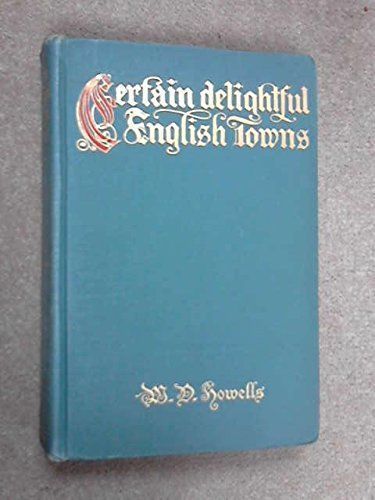 Certain delightful
English Towns
W. D. Howells